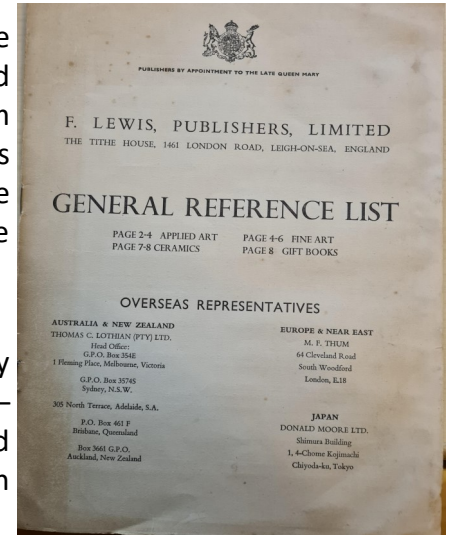 PUBLISHERS BY APPOINTMENT TO THE LATE QUEEN MARY
F. LEWIS, PUBLISHERS, LIMITED
THE TITHE HOUSE, 1461 LONDON ROAD, LEIGH-ON-SEA, ENGLAND
GENERAL REFERENCE LIST
PAGE 2-4 APPLIED ART
PAGE 7-8 CERAMICS
PAGE 4-6 FINE ART
PAGE 8 GIFT BOOKS
OVERSEAS REPRESENTATIVES
AUSTRALIA & NEW ZEALAND
THOMAS C. LOTHIAN (PTY) LTD.
Head Office:
G.P.O. Box 354E
1 Fleming Place, Melbourne, Victoria
G.P.O. Box 3574S
Sydney, N.S.W.
305 North Terrace, Adelaide, S.A.
P.O. Box 461 F
Brisbane, Queensland
Box 3661 G.P.O.
Auckland, New Zealand
EUROPE & NEAR EAST
M. F. THUM
64 Cleveland Road
South Woodford
London, E.18
JAPAN
DONALD MOORE LTD.
Shimura Building
1, 4-Chome Kojimachi
Chiyoda-ku, Tokyo